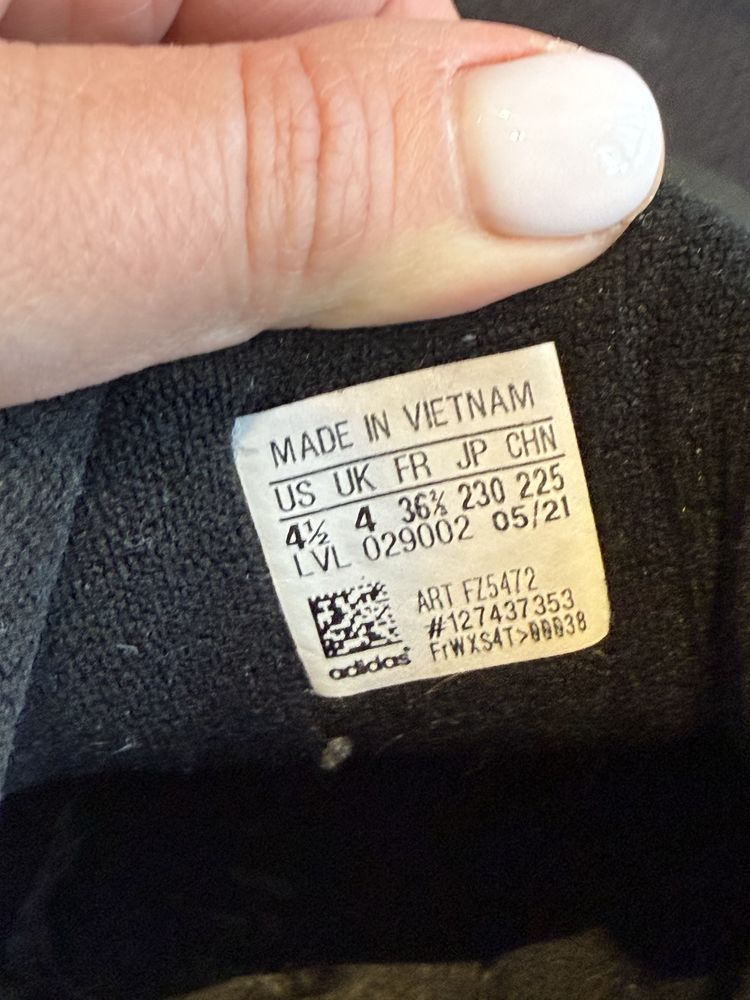 MADE IN VIETNAM
US UK FR JP CHN
4½ 4 36⅔ 230 225
LVL 029002 05/21
ART FZ5472
#127437353
FrWXS4T>00038
adidas